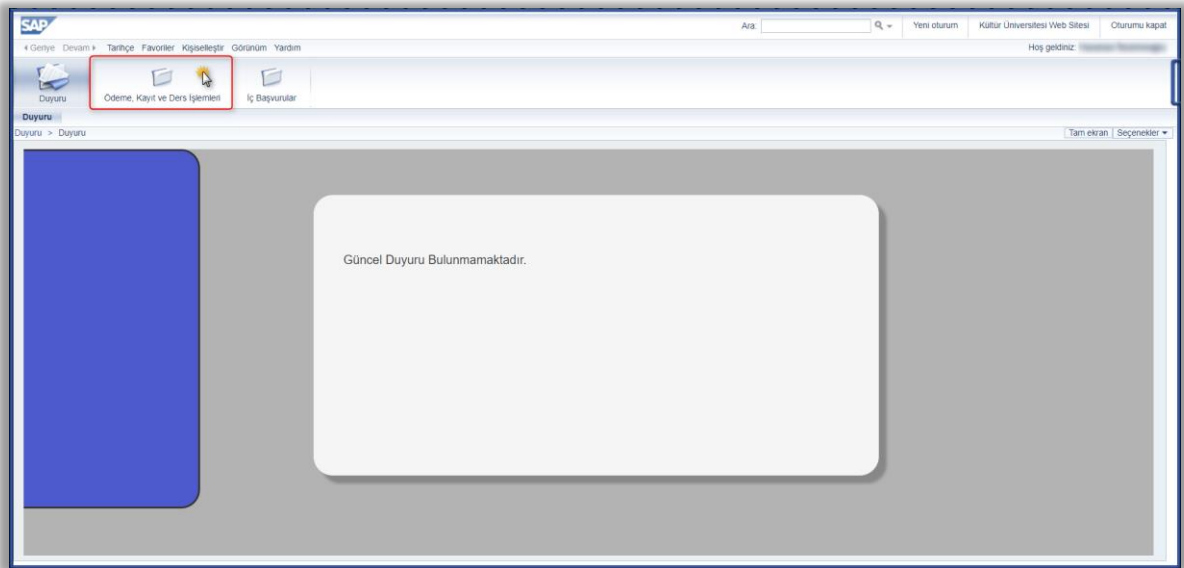 SAP
Ara:
Yeni oturum
Kültür Üniversitesi Web Sitesi
Oturumu kapat
Geriye Devam Tarihçe Favoriler Kişiselleştir Görünüm Yardım
Hoş geldiniz:
Duyuru
Ödeme, Kayıt ve Ders İşlemleri
İç Başvurular
Duyuru
Duyuru > Duyuru
Tam ekran
Seçenekler
Güncel Duyuru Bulunmamaktadır.